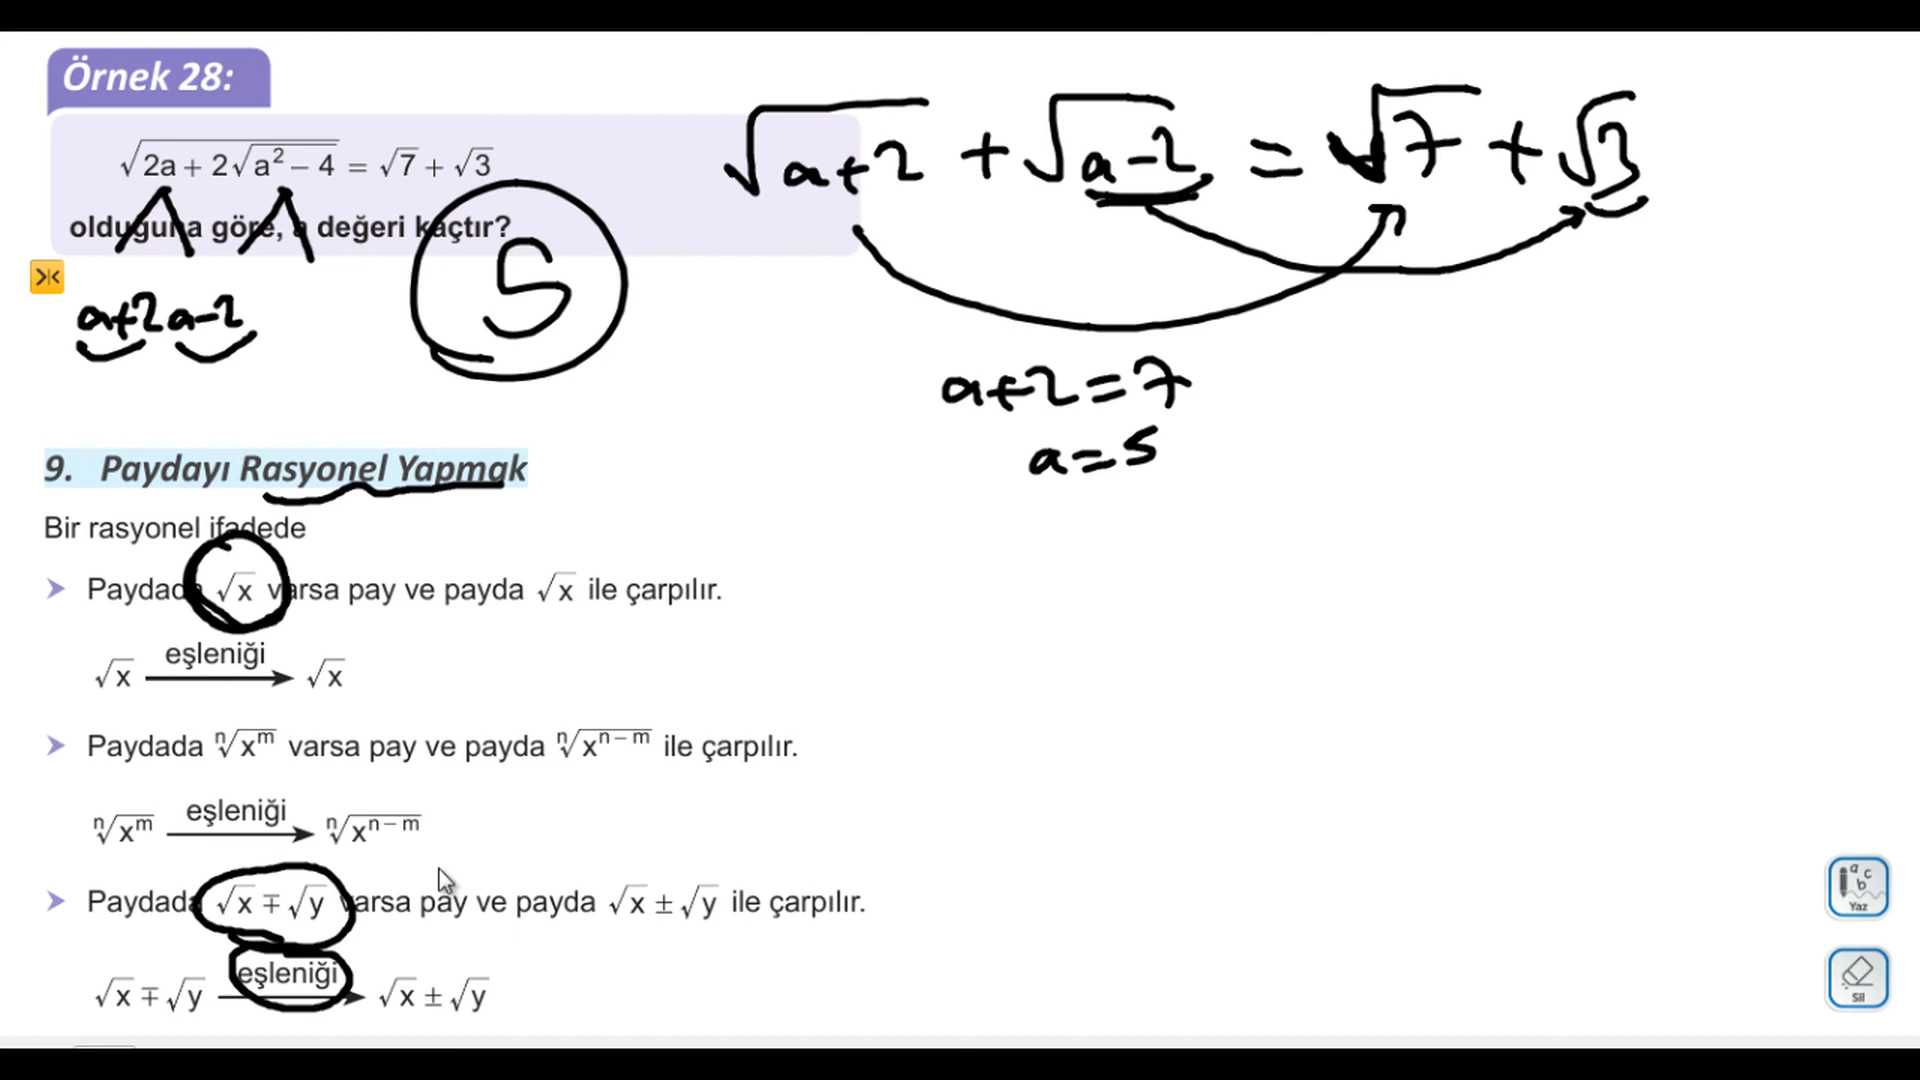 Örnek 28:
√(2a + 2√(a² − 4)) = √7 + √3
olduğuna göre, a değeri kaçtır?
a+2 a−2
5
√(a+2) + √(a−2) = √7 + √3
a+2=7
a=5
9. Paydayı Rasyonel Yapmak
Bir rasyonel ifadede
➤ Paydada √x varsa pay ve payda √x ile çarpılır.
√x eşleniği → √x
➤ Paydada ⁿ√(xᵐ) varsa pay ve payda ⁿ√(xⁿ⁻ᵐ) ile çarpılır.
ⁿ√(xᵐ) eşleniği → ⁿ√(xⁿ⁻ᵐ)
➤ Paydada √x ∓ √y varsa pay ve payda √x ± √y ile çarpılır.
√x ∓ √y eşleniği → √x ± √y
a b c
Yaz
Sil